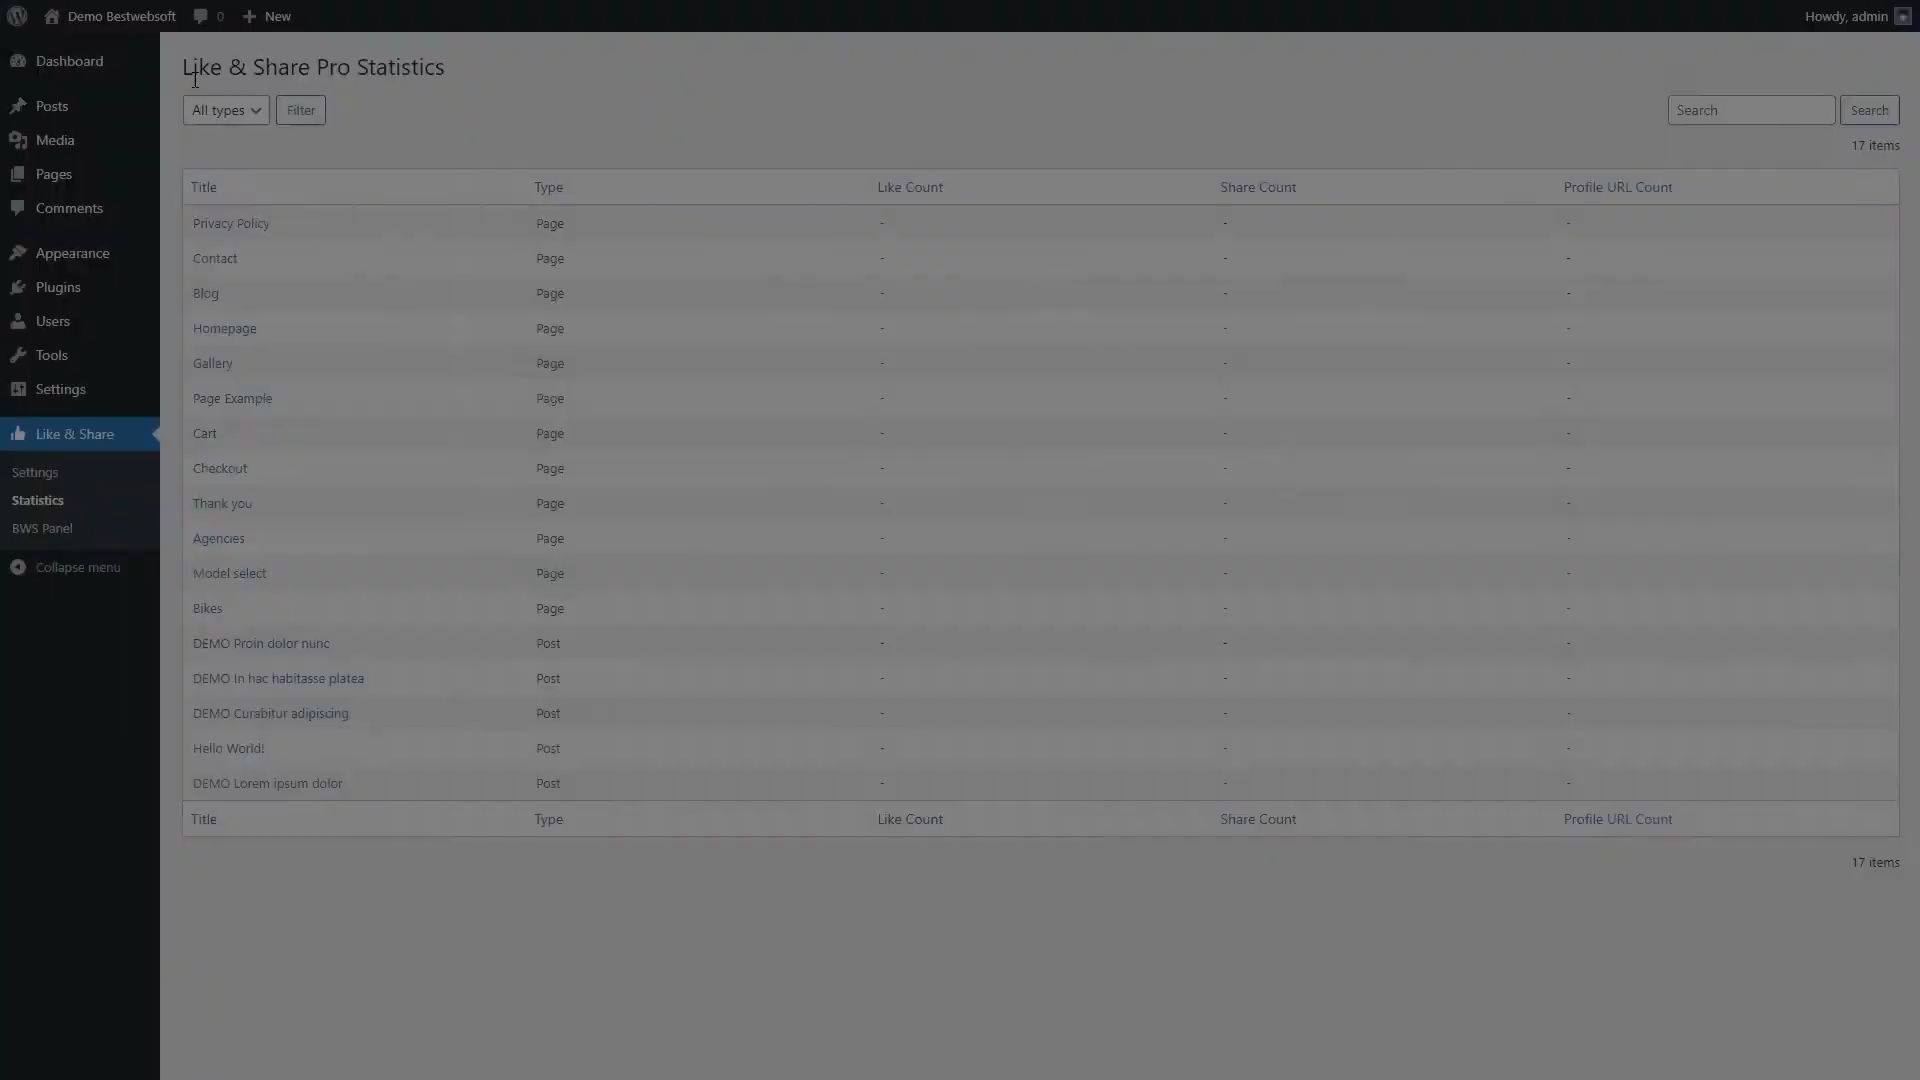 Demo Bestwebsoft 0 New Howdy, admin
Dashboard
Posts
Media
Pages
Comments
Appearance
Plugins
Users
Tools
Settings
Like & Share
Settings
Statistics
BWS Panel
Collapse menu
Like & Share Pro Statistics
All types Filter Search Search
17 items
Title Type Like Count Share Count Profile URL Count
Privacy Policy Page - - -
Contact Page - - -
Blog Page - - -
Homepage Page - - -
Gallery Page - - -
Page Example Page - - -
Cart Page - - -
Checkout Page - - -
Thank you Page - - -
Agencies Page - - -
Model select Page - - -
Bikes Page - - -
DEMO Proin dolor nunc Post - - -
DEMO In hac habitasse platea Post - - -
DEMO Curabitur adipiscing Post - - -
Hello World! Post - - -
DEMO Lorem ipsum dolor Post - - -
Title Type Like Count Share Count Profile URL Count
17 items